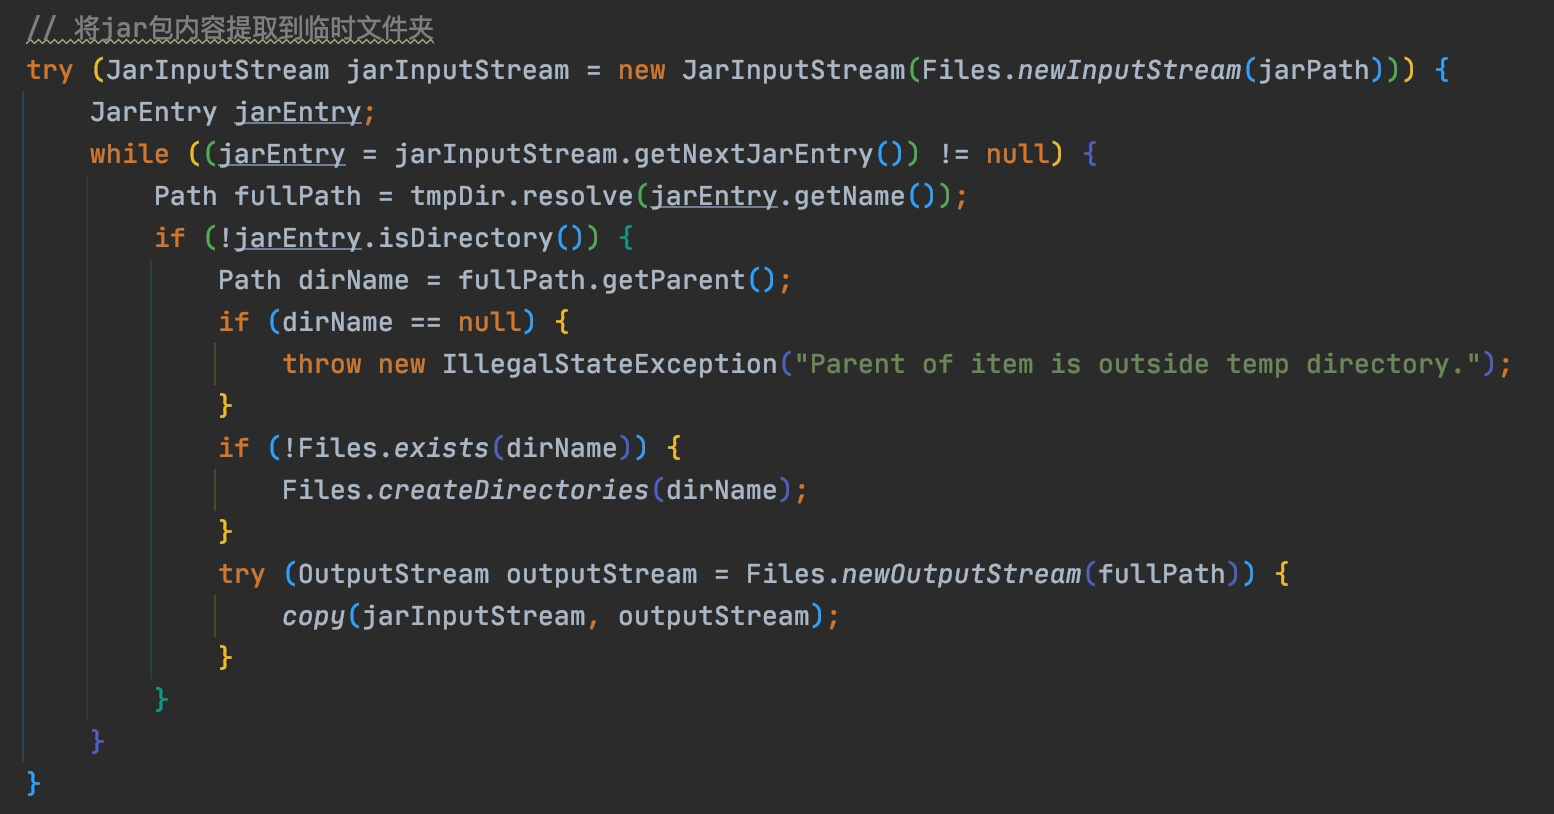 // 将jar包内容提取到临时文件夹
try (JarInputStream jarInputStream = new JarInputStream(Files.newInputStream(jarPath))) {
    JarEntry jarEntry;
    while ((jarEntry = jarInputStream.getNextJarEntry()) != null) {
        Path fullPath = tmpDir.resolve(jarEntry.getName());
        if (!jarEntry.isDirectory()) {
            Path dirName = fullPath.getParent();
            if (dirName == null) {
                throw new IllegalStateException("Parent of item is outside temp directory.");
            }
            if (!Files.exists(dirName)) {
                Files.createDirectories(dirName);
            }
            try (OutputStream outputStream = Files.newOutputStream(fullPath)) {
                copy(jarInputStream, outputStream);
            }
        }
    }
}